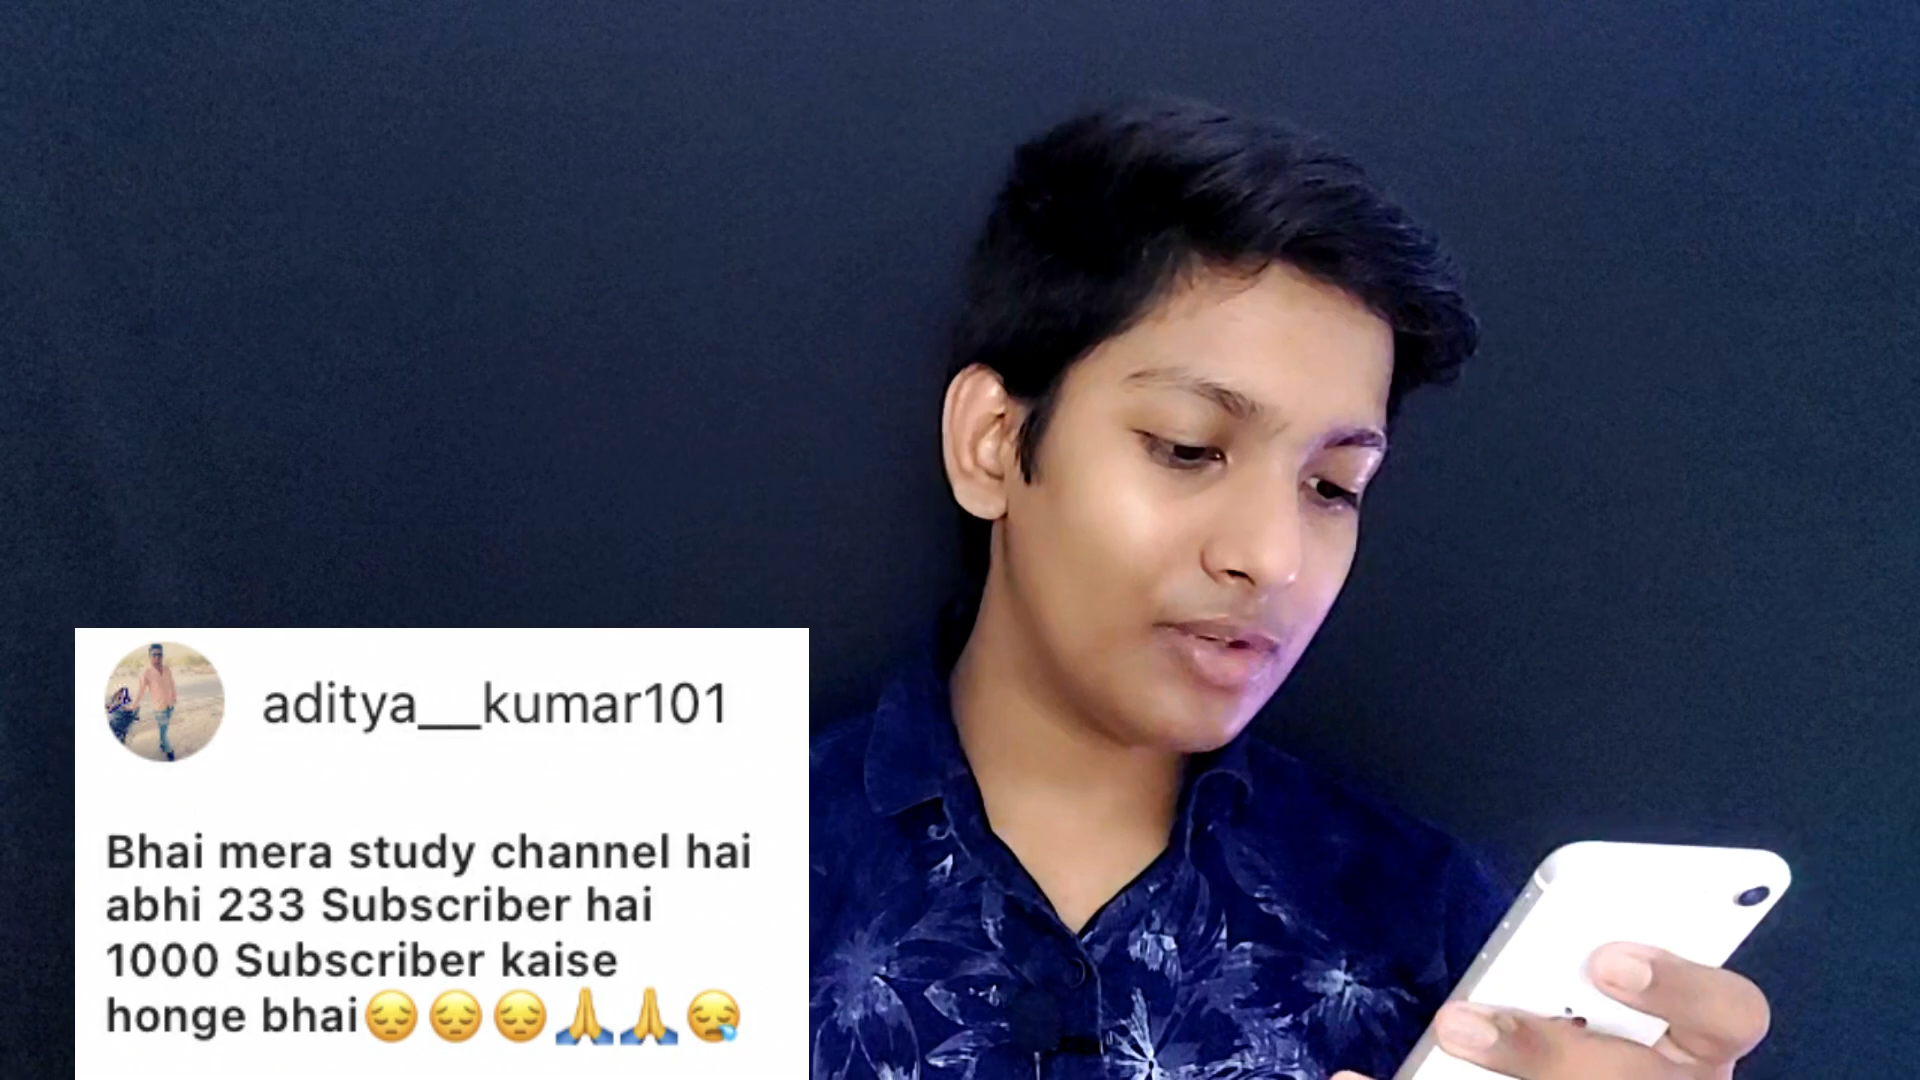 aditya__kumar101
Bhai mera study channel hai
abhi 233 Subscriber hai
1000 Subscriber kaise
honge bhai😔😔😔🙏🙏😪